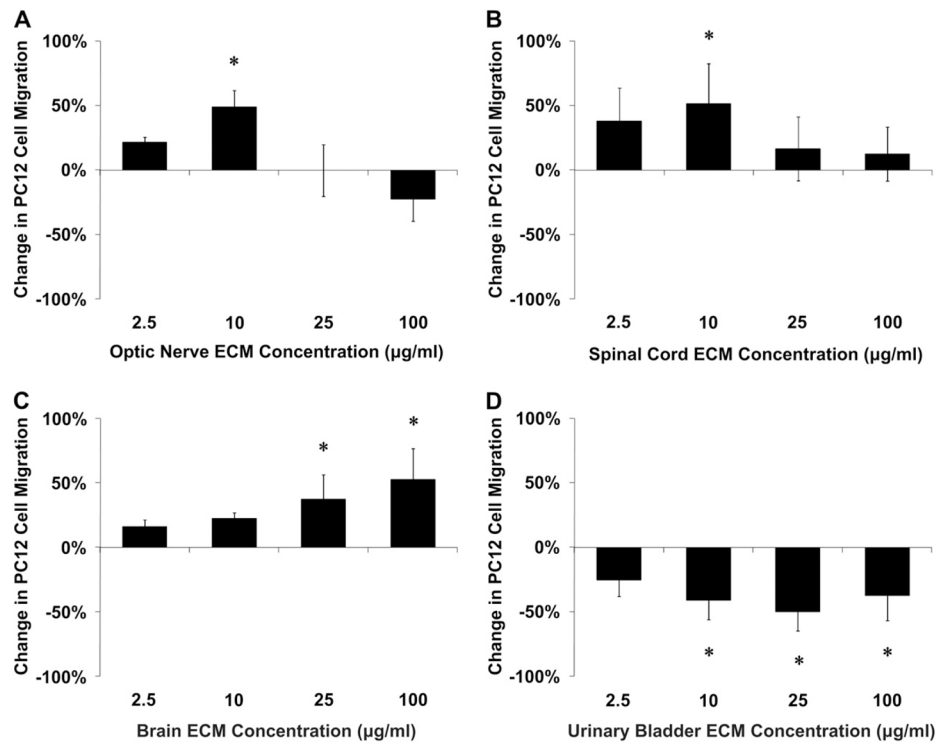 A
Change in PC12 Cell Migration
100%
50%
0%
-50%
-100%
*
2.5 10 25 100
Optic Nerve ECM Concentration (µg/ml)
B
Change in PC12 Cell Migration
100%
50%
0%
-50%
-100%
*
2.5 10 25 100
Spinal Cord ECM Concentration (µg/ml)
C
Change in PC12 Cell Migration
100%
50%
0%
-50%
-100%
* *
2.5 10 25 100
Brain ECM Concentration (µg/ml)
D
Change in PC12 Cell Migration
100%
50%
0%
-50%
-100%
* * *
2.5 10 25 100
Urinary Bladder ECM Concentration (µg/ml)